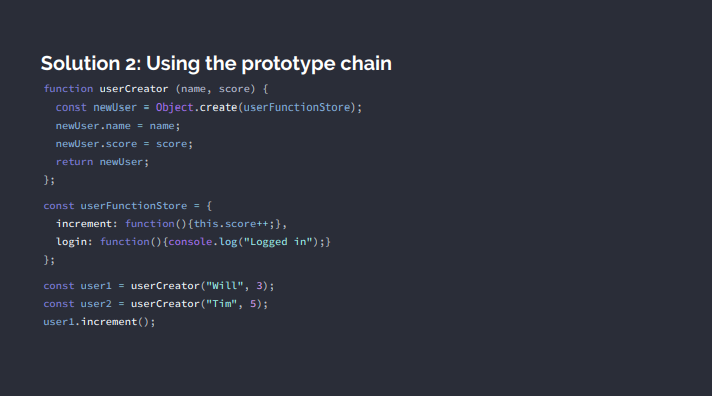 Solution 2: Using the prototype chain
function userCreator (name, score) {
  const newUser = Object.create(userFunctionStore);
  newUser.name = name;
  newUser.score = score;
  return newUser;
};
const userFunctionStore = {
  increment: function(){this.score++;},
  login: function(){console.log("Logged in");}
};
const user1 = userCreator("Will", 3);
const user2 = userCreator("Tim", 5);
user1.increment();